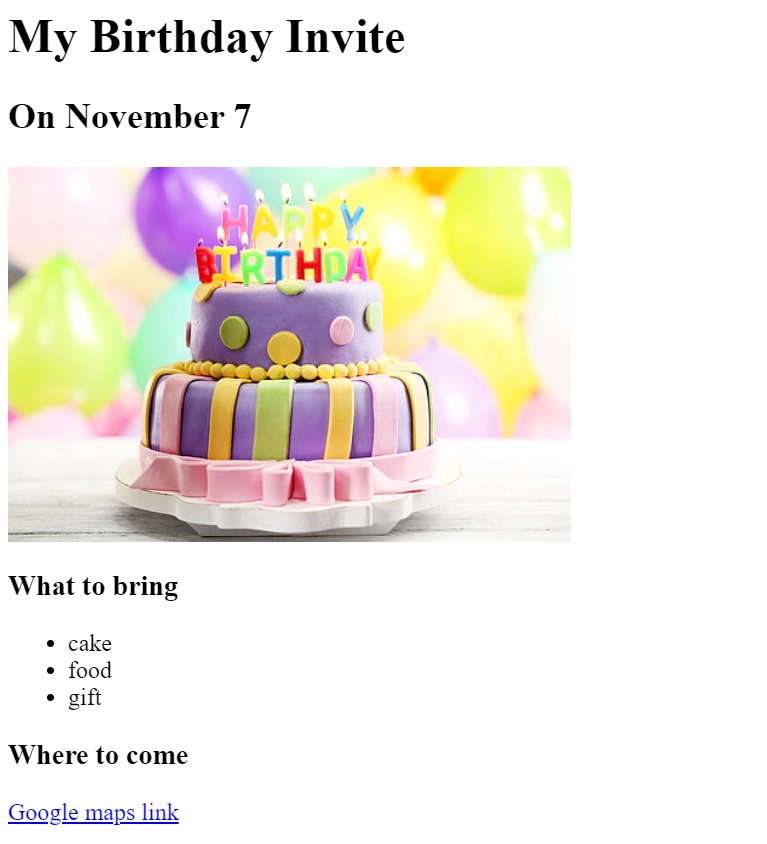 My Birthday Invite
On November 7
HAPPY
BIRTHDAY
What to bring
cake
food
gift
Where to come
Google maps link